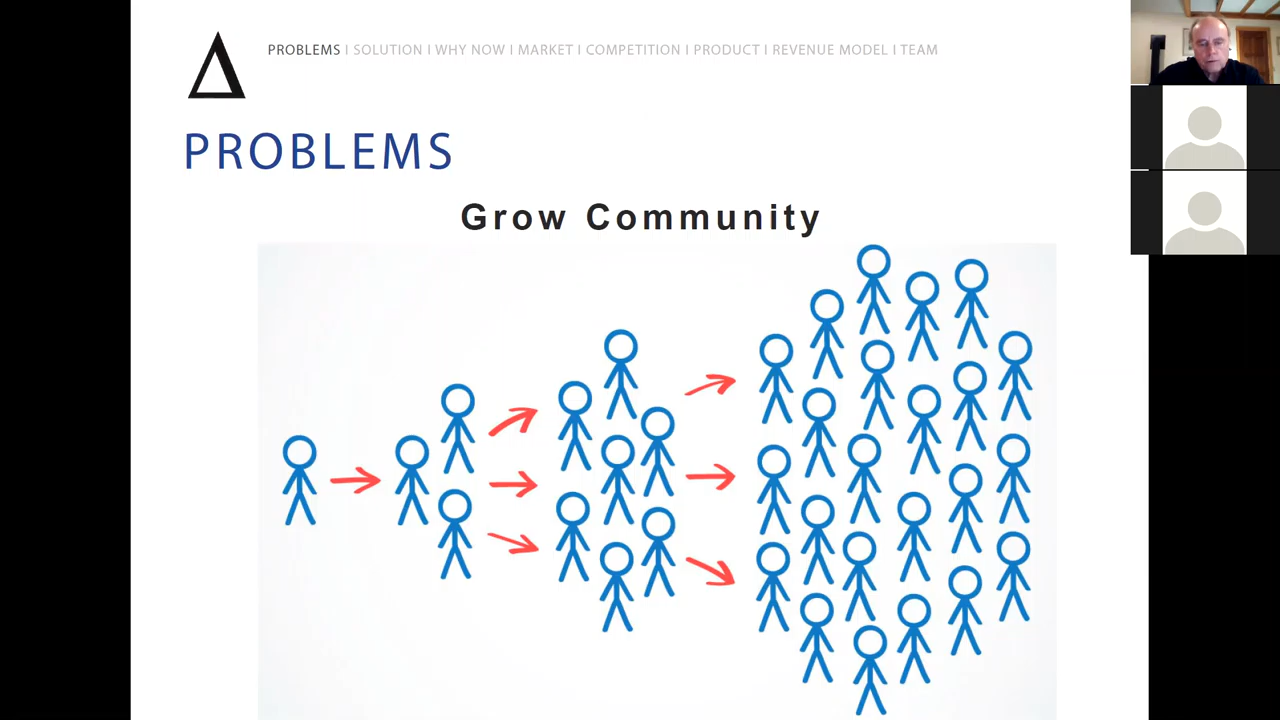 PROBLEMS | SOLUTION | WHY NOW | MARKET | COMPETITION | PRODUCT | REVENUE MODEL | TEAM
PROBLEMS
Grow Community